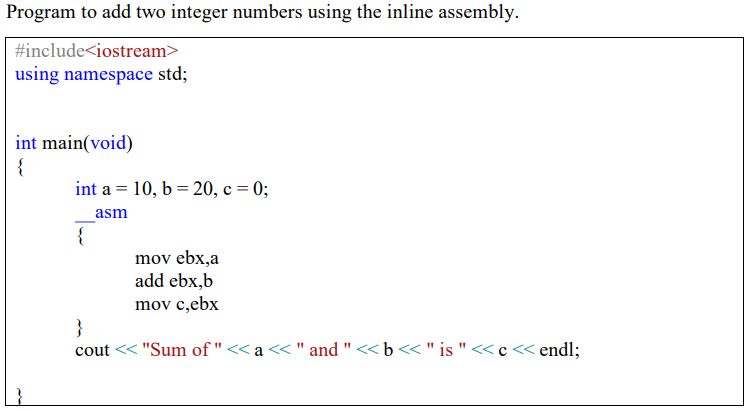 Program to add two integer numbers using the inline assembly.
#include<iostream>
using namespace std;
int main(void)
{
int a = 10, b = 20, c = 0;
__asm
{
mov ebx,a
add ebx,b
mov c,ebx
}
cout << "Sum of " << a << " and " << b << " is " << c << endl;
}